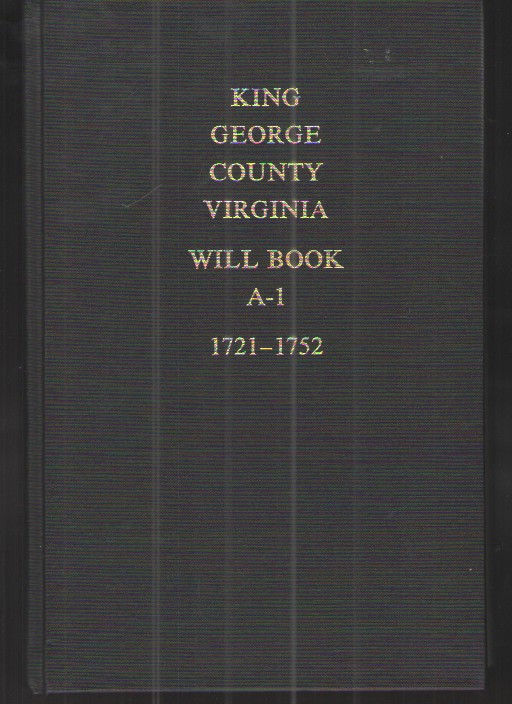 KING
GEORGE
COUNTY
VIRGINIA
WILL BOOK
A-1
1721–1752